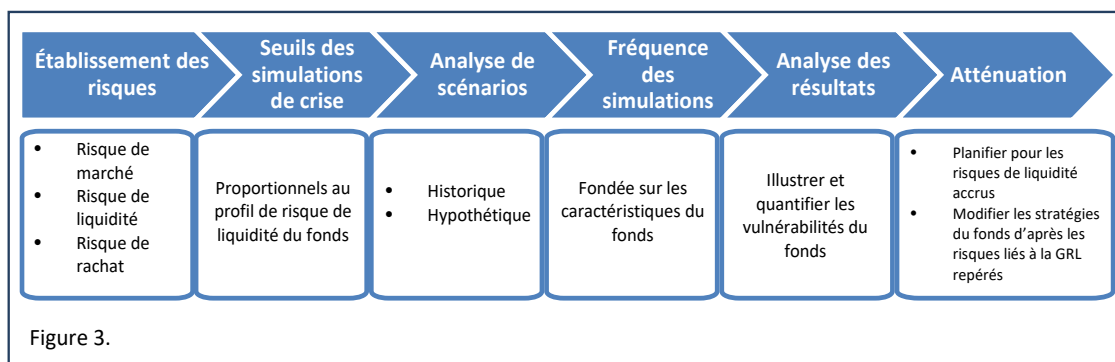 Établissement des
risques
Seuils des
simulations
de crise
Analyse de
scénarios
Fréquence
des
simulations
Analyse des
résultats
Atténuation
• Risque de
marché
• Risque de
liquidité
• Risque de
rachat
Proportionnels au
profil de risque de
liquidité du fonds
• Historique
• Hypothétique
Fondée sur les
caractéristiques du
fonds
Illustrer et
quantifier les
vulnérabilités du
fonds
• Planifier pour les
risques de liquidité
accrus
• Modifier les stratégies
du fonds d’après les
risques liés à la GRL
repérés
Figure 3.